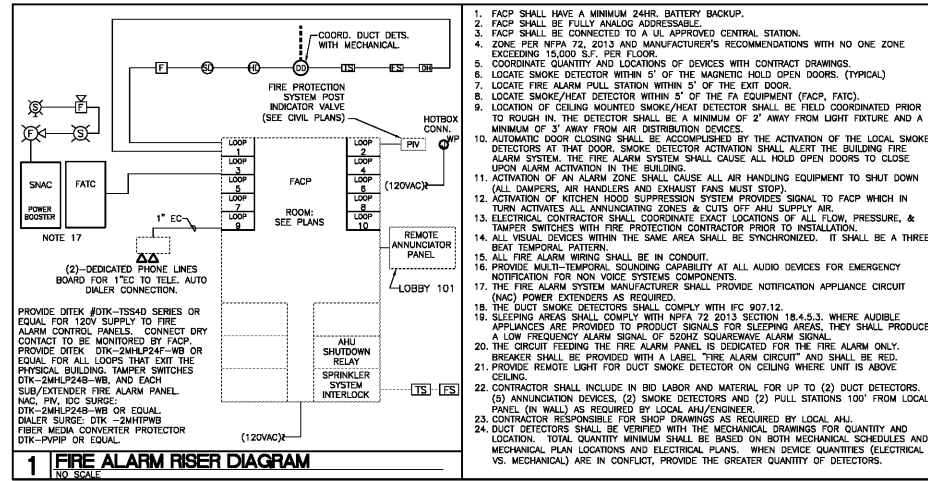 COORD. DUCT DETS.
WITH MECHANICAL.
F
SD
HD
DD
TS
FS
DH
FIRE PROTECTION
SYSTEM POST
INDICATOR VALVE
(SEE CIVIL PLANS)
HOTBOX
CONN.
WP
PIV
S
F
F
S
LOOP
1
LOOP
2
LOOP
3
LOOP
4
LOOP
5
LOOP
6
LOOP
7
LOOP
8
LOOP
9
LOOP
10
FACP
ROOM:
SEE PLANS
(120VAC)
SNAC
POWER
BOOSTER
FATC
NOTE 17
1" EC
REMOTE
ANNUNCIATOR
PANEL
LOBBY 101
(2)-DEDICATED PHONE LINES
BOARD FOR 1"EC TO TELE. AUTO
DIALER CONNECTION.
PROVIDE DITEK #DTK-TSS4D SERIES OR
EQUAL FOR 120V SUPPLY TO FIRE
ALARM CONTROL PANELS. CONNECT DRY
CONTACT TO BE MONITORED BY FACP.
PROVIDE DITEK DTK-2MHLP24F-WB OR
EQUAL FOR ALL LOOPS THAT EXIT THE
PHYSICAL BUILDING. TAMPER SWITCHES
DTK-2MHLP24B-WB, AND EACH
SUB/EXTENDER FIRE ALARM PANEL.
NAC, PIV, IDC SURGE:
DTK-2MHLP24B-WB OR EQUAL.
DIALER SURGE: DTK -2MHTPWB
FIBER MEDIA CONVERTER PROTECTOR
DTK-PVPIP OR EQUAL.
AHU
SHUTDOWN
RELAY
SPRINKLER
SYSTEM
INTERLOCK
TS
FS
(120VAC)
1 FIRE ALARM RISER DIAGRAM
NO SCALE
1. FACP SHALL HAVE A MINIMUM 24HR. BATTERY BACKUP.
2. FACP SHALL BE FULLY ANALOG ADDRESSABLE.
3. FACP SHALL BE CONNECTED TO A UL APPROVED CENTRAL STATION.
4. ZONE PER NFPA 72, 2013 AND MANUFACTURER'S RECOMMENDATIONS WITH NO ONE ZONE
EXCEEDING 15,000 S.F. PER FLOOR.
5. COORDINATE QUANTITY AND LOCATIONS OF DEVICES WITH CONTRACT DRAWINGS.
6. LOCATE SMOKE DETECTOR WITHIN 5' OF THE MAGNETIC HOLD OPEN DOORS. (TYPICAL)
7. LOCATE FIRE ALARM PULL STATION WITHIN 5' OF THE EXIT DOOR.
8. LOCATE SMOKE/HEAT DETECTOR WITHIN 5' OF THE FA EQUIPMENT (FACP, FATC).
9. LOCATION OF CEILING MOUNTED SMOKE/HEAT DETECTOR SHALL BE FIELD COORDINATED PRIOR
TO ROUGH IN. THE DETECTOR SHALL BE A MINIMUM OF 2' AWAY FROM LIGHT FIXTURE AND A
MINIMUM OF 3' AWAY FROM AIR DISTRIBUTION DEVICES.
10. AUTOMATIC DOOR CLOSING SHALL BE ACCOMPLISHED BY THE ACTIVATION OF THE LOCAL SMOKE
DETECTORS AT THAT DOOR. SMOKE DETECTOR ACTIVATION SHALL ALERT THE BUILDING FIRE
ALARM SYSTEM. THE FIRE ALARM SYSTEM SHALL CAUSE ALL HOLD OPEN DOORS TO CLOSE
UPON ALARM ACTIVATION IN THE BUILDING.
11. ACTIVATION OF AN ALARM ZONE SHALL CAUSE ALL AIR HANDLING EQUIPMENT TO SHUT DOWN
(ALL DAMPERS, AIR HANDLERS AND EXHAUST FANS MUST STOP).
12. ACTIVATION OF KITCHEN HOOD SUPPRESSION SYSTEM PROVIDES SIGNAL TO FACP WHICH IN
TURN ACTIVATES ALL ANNUNCIATING ZONES & CUTS OFF AHU SUPPLY AIR.
13. ELECTRICAL CONTRACTOR SHALL COORDINATE EXACT LOCATIONS OF ALL FLOW, PRESSURE, &
TAMPER SWITCHES WITH FIRE PROTECTION CONTRACTOR PRIOR TO INSTALLATION.
14. ALL VISUAL DEVICES WITHIN THE SAME AREA SHALL BE SYNCHRONIZED. IT SHALL BE A THREE
BEAT TEMPORAL PATTERN.
15. ALL FIRE ALARM WIRING SHALL BE IN CONDUIT.
16. PROVIDE MULTI-TEMPORAL SOUNDING CAPABILITY AT ALL AUDIO DEVICES FOR EMERGENCY
NOTIFICATION FOR NON VOICE SYSTEMS COMPONENTS.
17. THE FIRE ALARM SYSTEM MANUFACTURER SHALL PROVIDE NOTIFICATION APPLIANCE CIRCUIT
(NAC) POWER EXTENDERS AS REQUIRED.
18. THE DUCT SMOKE DETECTORS SHALL COMPLY WITH IFC 907.12.
19. SLEEPING AREAS SHALL COMPLY WITH NPFA 72 2013 SECTION 18.4.5.3. WHERE AUDIBLE
APPLIANCES ARE PROVIDED TO PRODUCT SIGNALS FOR SLEEPING AREAS, THEY SHALL PRODUCE
A LOW FREQUENCY ALARM SIGNAL OF 520HZ SQUAREWAVE ALARM SIGNAL.
20. THE CIRCUIT FEEDING THE FIRE ALARM PANEL IS DEDICATED FOR THE FIRE ALARM ONLY.
BREAKER SHALL BE PROVIDED WITH A LABEL "FIRE ALARM CIRCUIT" AND SHALL BE RED.
21. PROVIDE REMOTE LIGHT FOR DUCT SMOKE DETECTOR ON CEILING WHERE UNIT IS ABOVE
CEILING.
22. CONTRACTOR SHALL INCLUDE IN BID LABOR AND MATERIAL FOR UP TO (2) DUCT DETECTORS.
(5) ANNUNCIATION DEVICES, (2) SMOKE DETECTORS AND (2) PULL STATIONS 100' FROM LOCAL
PANEL (IN WALL) AS REQUIRED BY LOCAL AHJ/ENGINEER.
23. CONTRACTOR RESPONSIBLE FOR SHOP DRAWINGS AS REQUIRED BY LOCAL AHJ.
24. DUCT DETECTORS SHALL BE VERIFIED WITH THE MECHANICAL DRAWINGS FOR QUANTITY AND
LOCATION. TOTAL QUANTITY MINIMUM SHALL BE BASED ON BOTH MECHANICAL SCHEDULES AND
MECHANICAL PLAN LOCATIONS AND ELECTRICAL PLANS. WHEN DEVICE QUANTITIES (ELECTRICAL
VS. MECHANICAL) ARE IN CONFLICT, PROVIDE THE GREATER QUANTITY OF DETECTORS.